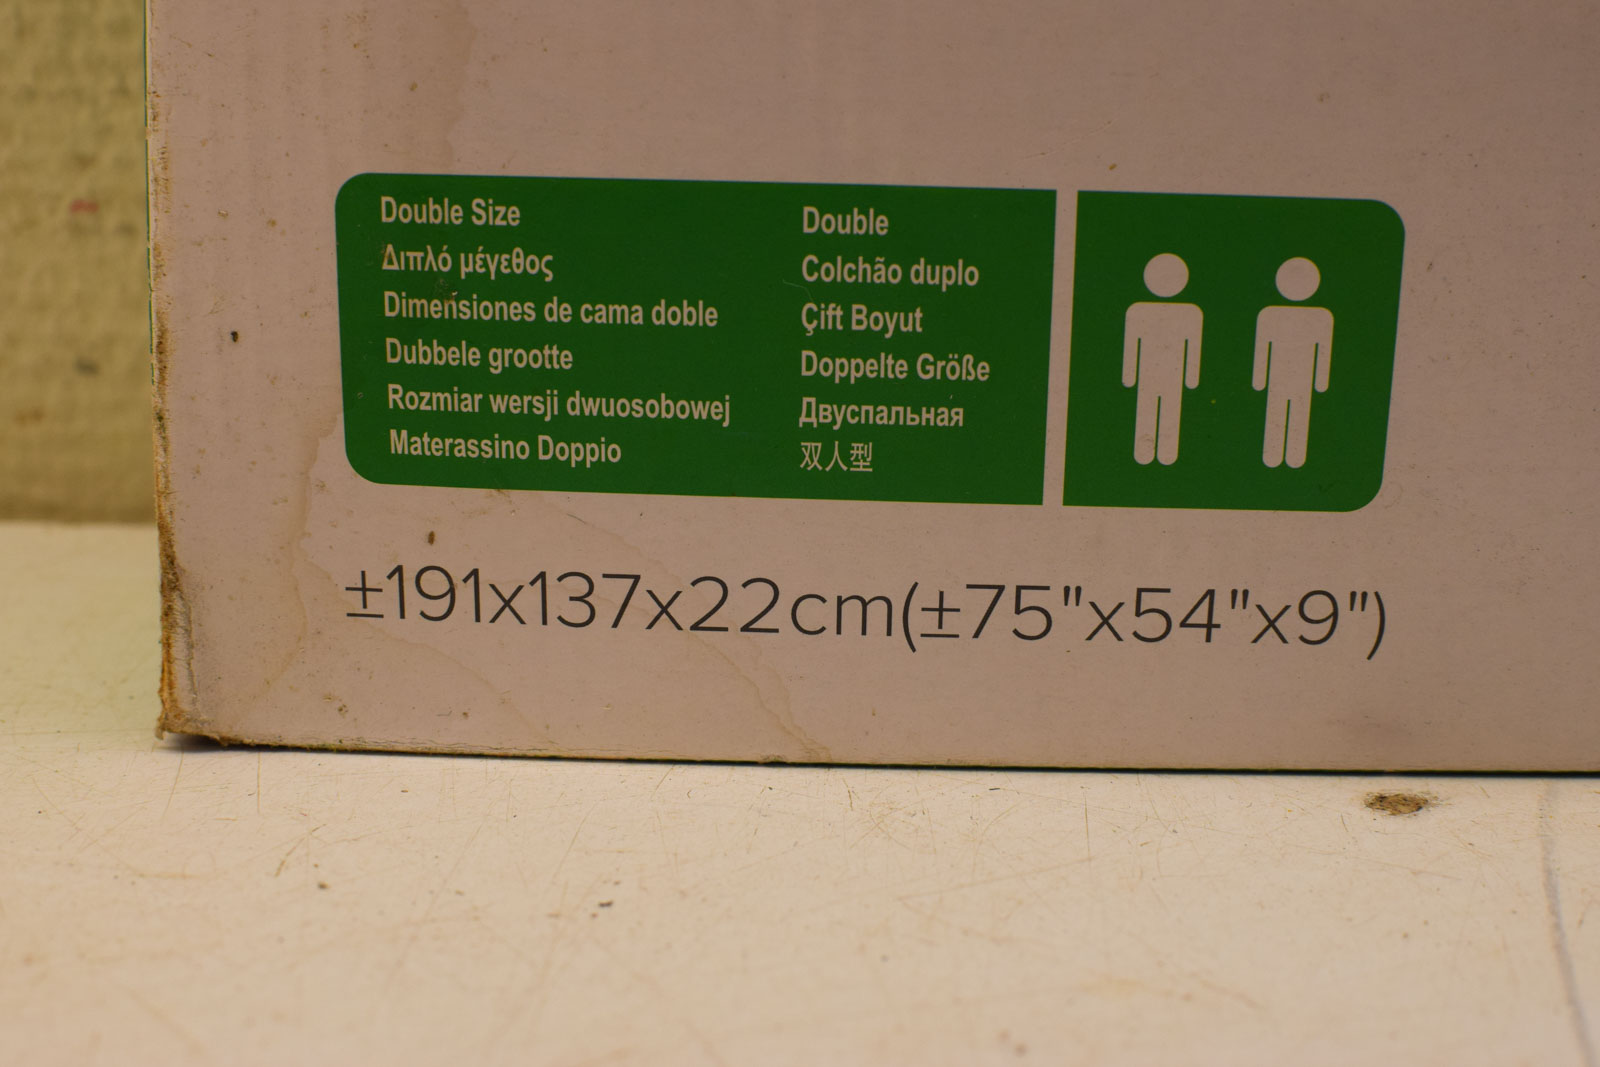 Double Size
Διπλό μέγεθος
Dimensiones de cama doble
Dubbele grootte
Rozmiar wersji dwuosobowej
Materassino Doppio
Double
Colchão duplo
Çift Boyut
Doppelte Größe
Двуспальная
双人型
±191x137x22cm(±75"x54"x9")